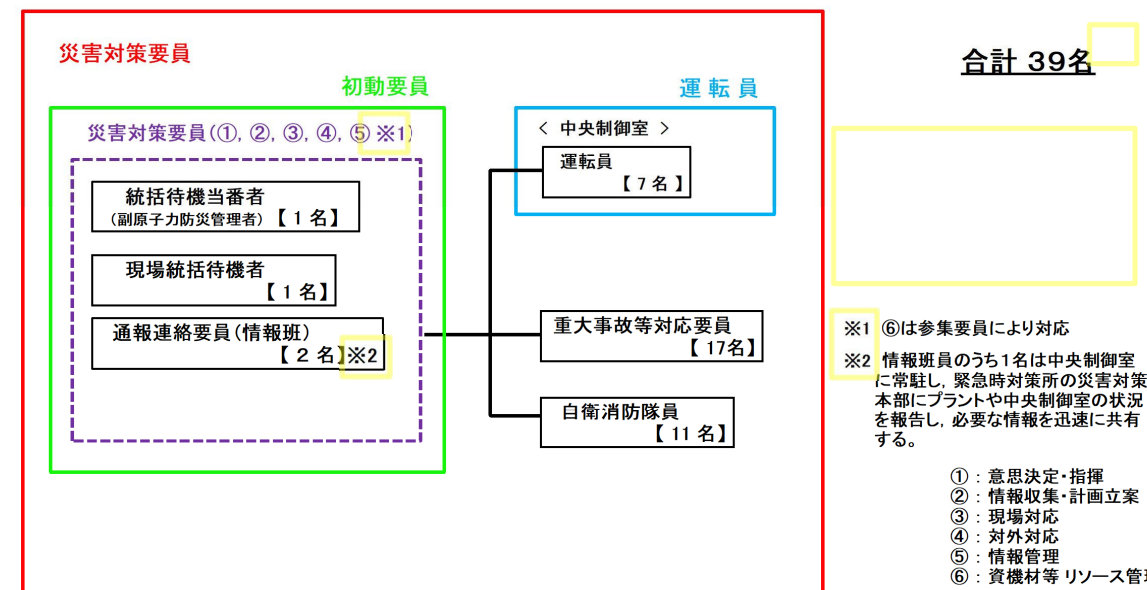 災害対策要員
合計 39名
初動要員
運 転 員
災害対策要員(①, ②, ③, ④, ⑤ ※1)
< 中央制御室 >
運転員
【 7 名 】
統括待機当番者
(副原子力防災管理者) 【 1 名】
現場統括待機者
【 1 名】
通報連絡要員(情報班)
【 2 名】※2
重大事故等対応要員
【 17名】
自衛消防隊員
【 11 名】
※1 ⑥は参集要員により対応
※2 情報班員のうち1名は中央制御室
に常駐し, 緊急時対策所の災害対策
本部にプラントや中央制御室の状況
を報告し, 必要な情報を迅速に共有
する。
① : 意思決定・指揮
② : 情報収集・計画立案
③ : 現場対応
④ : 対外対応
⑤ : 情報管理
⑥ : 資機材等 リソース管理